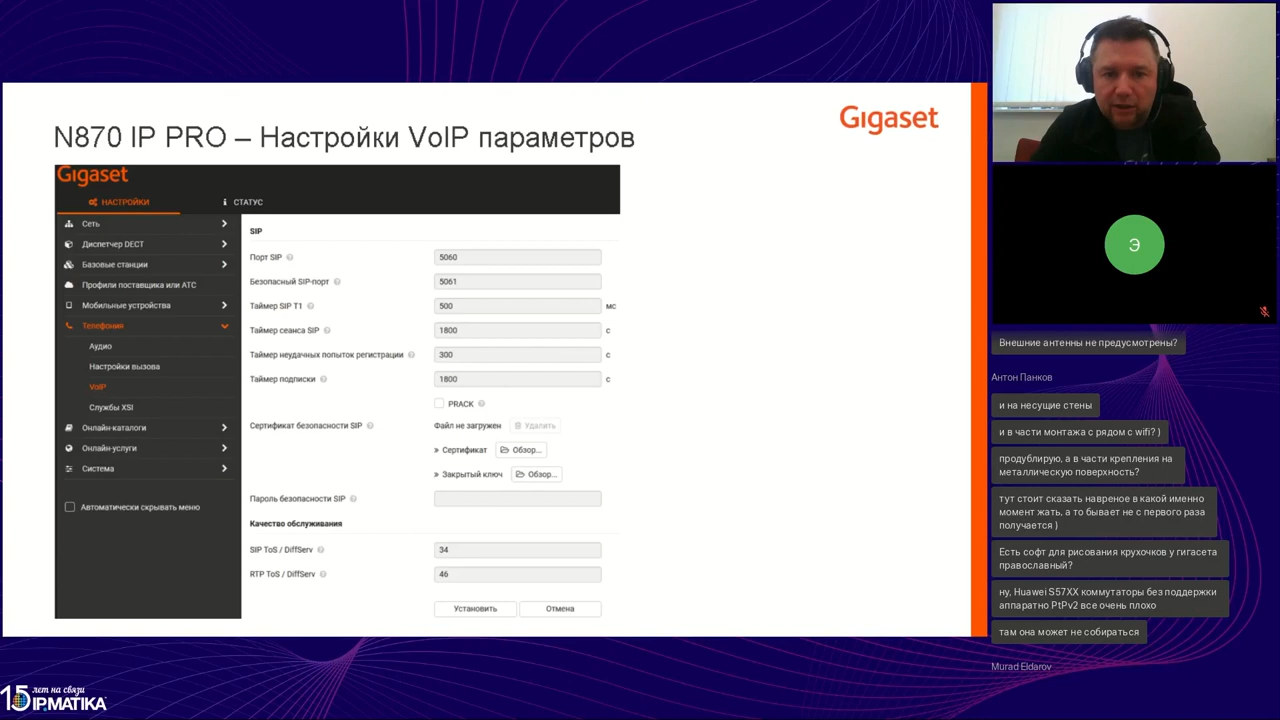 N870 IP PRO – Настройки VoIP параметров
Gigaset
Gigaset
НАСТРОЙКИ
СТАТУС
Сеть
Диспетчер DECT
Базовые станции
Профили поставщика или АТС
Мобильные устройства
Телефония
Аудио
Настройки вызова
VoIP
Службы XSI
Онлайн-каталоги
Онлайн-услуги
Система
Автоматически скрывать меню
SIP
Порт SIP 5060
Безопасный SIP-порт 5061
Таймер SIP T1 500 мс
Таймер сеанса SIP 1800 с
Таймер неудачных попыток регистрации 300 с
Таймер подписки 1800 с
PRACK
Сертификат безопасности SIP Файл не загружен Удалить
» Сертификат Обзор...
» Закрытый ключ Обзор...
Пароль безопасности SIP
Качество обслуживания
SIP ToS / DiffServ 34
RTP ToS / DiffServ 46
Установить Отмена
Э
Внешние антенны не предусмотрены?
Антон Панков
и на несущие стены
и в части монтажа с рядом с wifi? )
продублирую, а в части крепления на
металлическую поверхность?
тут стоит сказать навреное в какой именно
момент жать, а то бывает не с первого раза
получается )
Есть софт для рисования крухочков у гигасета
православный?
ну, Huawei S57XX коммутаторы без поддержки
аппаратно PtPv2 все очень плохо
там она может не собираться
Murad Eldarov
15 лет на связи
IPMATIKA